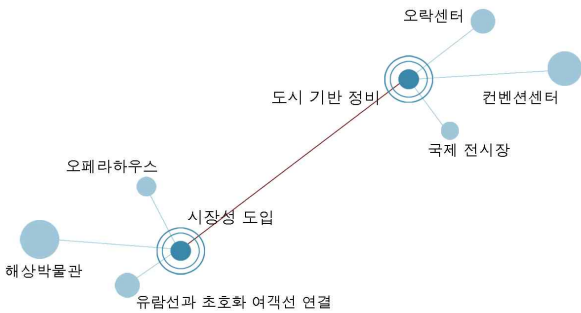 오락센터
도시 기반 정비
컨벤션센터
국제 전시장
오페라하우스
시장성 도입
해상박물관
유람선과 초호화 여객선 연결